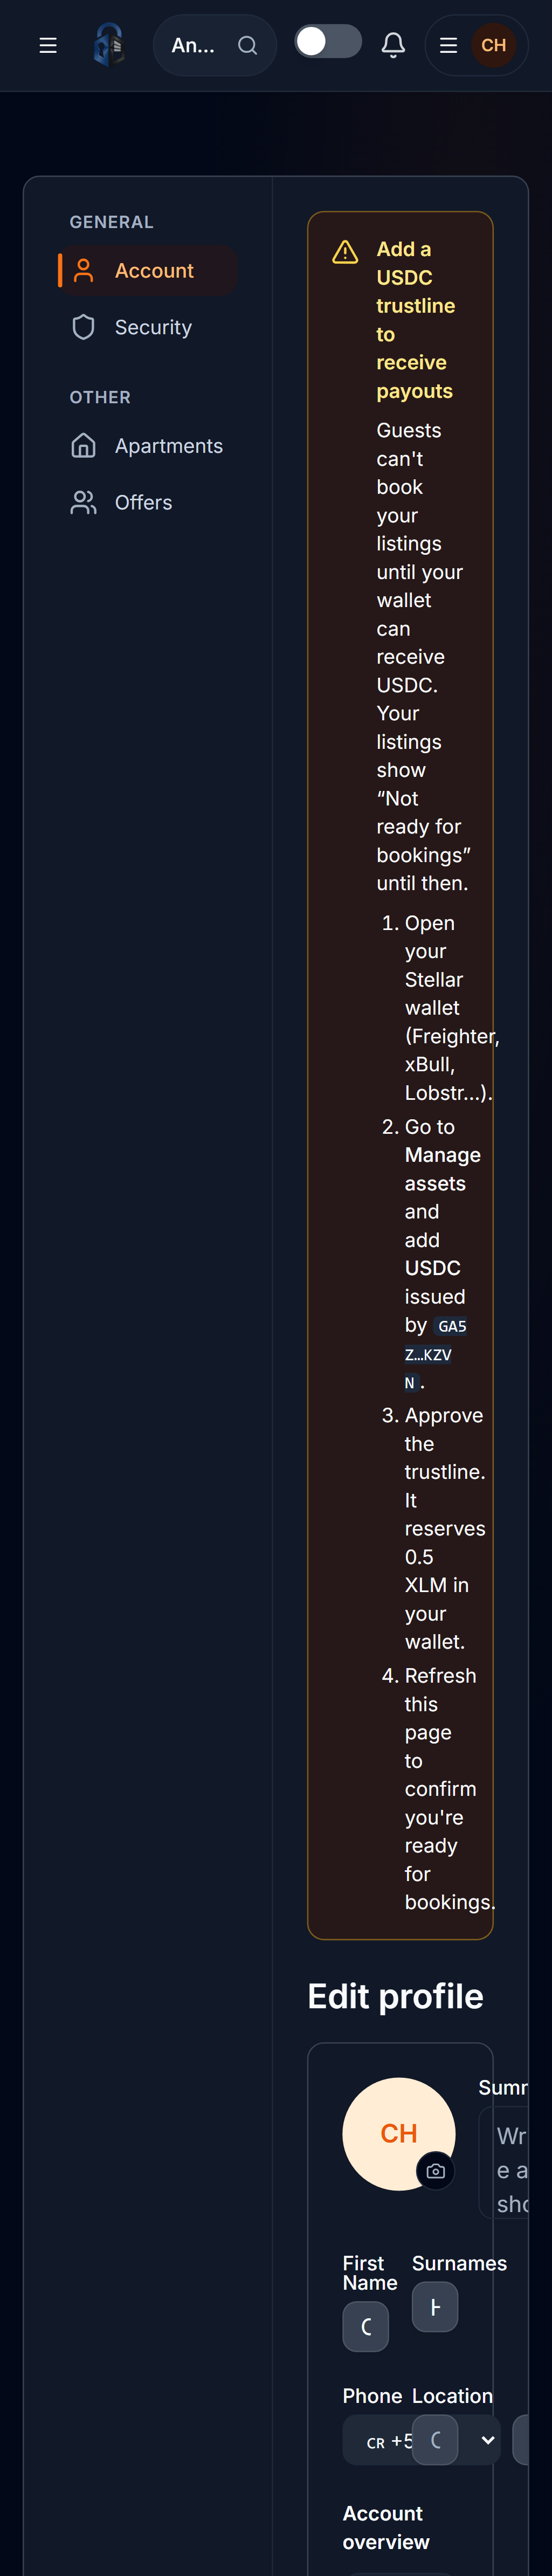 An...
CH
GENERAL
Account
Security
OTHER
Apartments
Offers
Add a
USDC
trustline
to
receive
payouts
Guests
can't
book
your
listings
until your
wallet
can
receive
USDC.
Your
listings
show
“Not
ready for
bookings”
until then.
1. Open
your
Stellar
wallet
(Freighter,
xBull,
Lobstr...).
2. Go to
Manage
assets
and
add
USDC
issued
by GA5
Z…KZV
N.
3. Approve
the
trustline.
It
reserves
0.5
XLM in
your
wallet.
4. Refresh
this
page
to
confirm
you're
ready
for
bookings.
Edit profile
CH
First
Name
Surnames
Phone
Location
CR +5
Account
overview